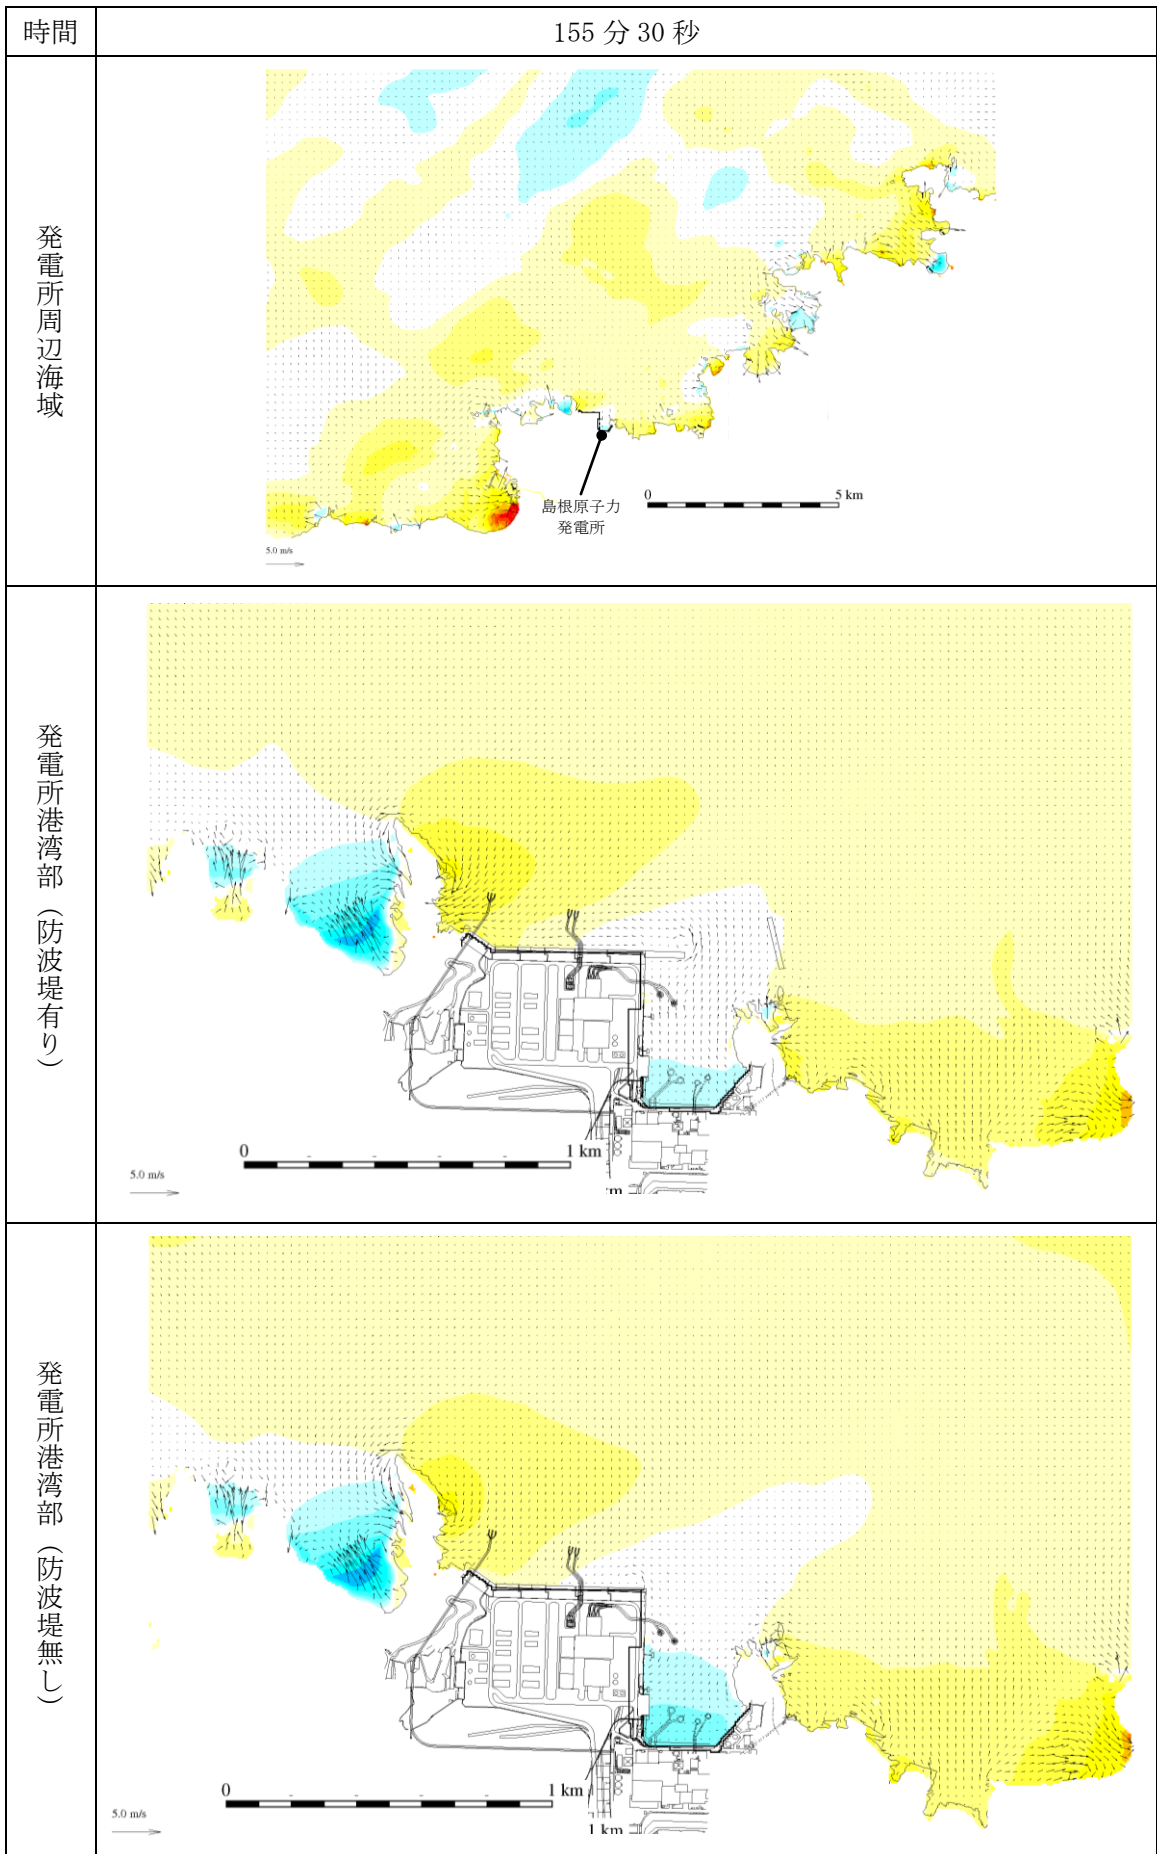 時間
155 分 30 秒
発電所周辺海域
島根原子力
発電所
0
5 km
5.0 m/s
発電所港湾部（防波堤有り）
0
1 km
5.0 m/s
発電所港湾部（防波堤無し）
0
1 km
5.0 m/s
1 km